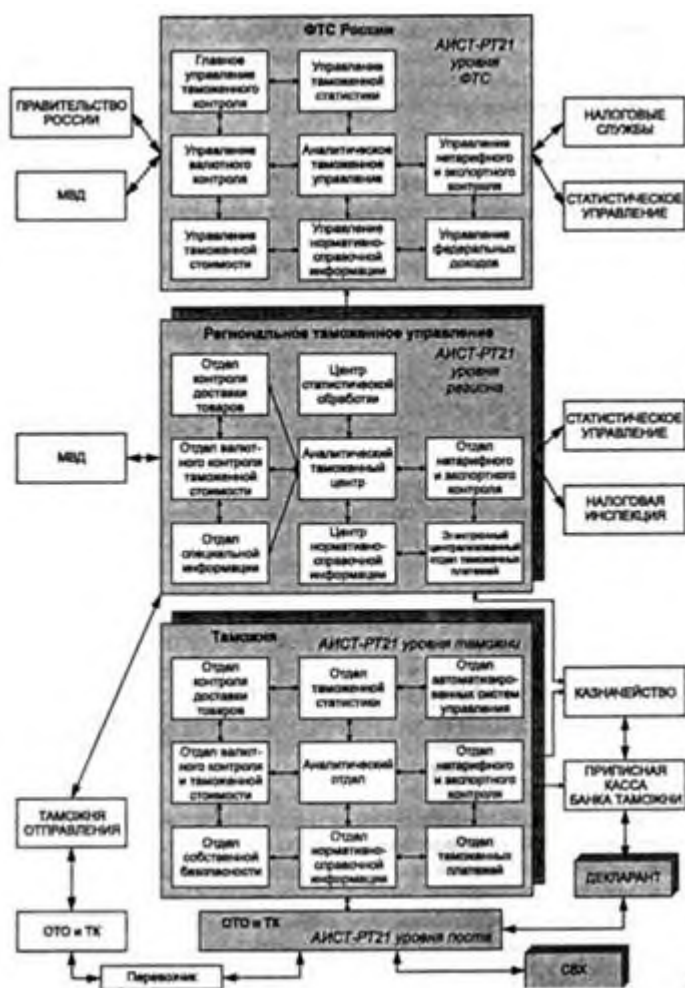 ФТС России
АИСТ-РТ21
уровня
ФТС
Главное
управление
таможенного
контроля
Управление
таможенной
статистики
ПРАВИТЕЛЬСТВО
РОССИИ
НАЛОГОВЫЕ
СЛУЖБЫ
Управление
валютного
контроля
Аналитическое
таможенное
управление
Управление
нетарифного
и экспортного
контроля
МВД
СТАТИСТИЧЕСКОЕ
УПРАВЛЕНИЕ
Управление
таможенной
стоимости
Управление
нормативно-
справочной
информации
Управление
федеральных
доходов
Региональное таможенное управление
АИСТ-РТ21
уровня
региона
Отдел
контроля
доставки
товаров
Центр
статистической
обработки
СТАТИСТИЧЕСКОЕ
УПРАВЛЕНИЕ
МВД
Отдел валют-
ного контроля
таможенной
стоимости
Аналитический
таможенный
центр
Отдел
нетарифного
и экспортного
контроля
НАЛОГОВАЯ
ИНСПЕКЦИЯ
Отдел
специальной
информации
Центр
нормативно-
справочной
информации
Электронный
централизованный
отдел таможенных
платежей
Таможня
АИСТ-РТ21 уровня таможни
Отдел
контроля
доставки
товаров
Отдел
таможенной
статистики
Отдел
автоматизиро-
ванных систем
управления
КАЗНАЧЕЙСТВО
Отдел валют-
ного контроля
и таможенной
стоимости
Аналитический
отдел
Отдел
нетарифного
и экспортного
контроля
ПРИПИСНАЯ
КАССА
БАНКА ТАМОЖНИ
ТАМОЖНЯ
ОТПРАВЛЕНИЯ
Отдел
собственной
безопасности
Отдел
нормативно-
справочной
информации
Отдел
таможенных
платежей
ДЕКЛАРАНТ
ОТО и ТК
ОТО и ТК
АИСТ-РТ21 уровня поста
Перевозчик
СВХ